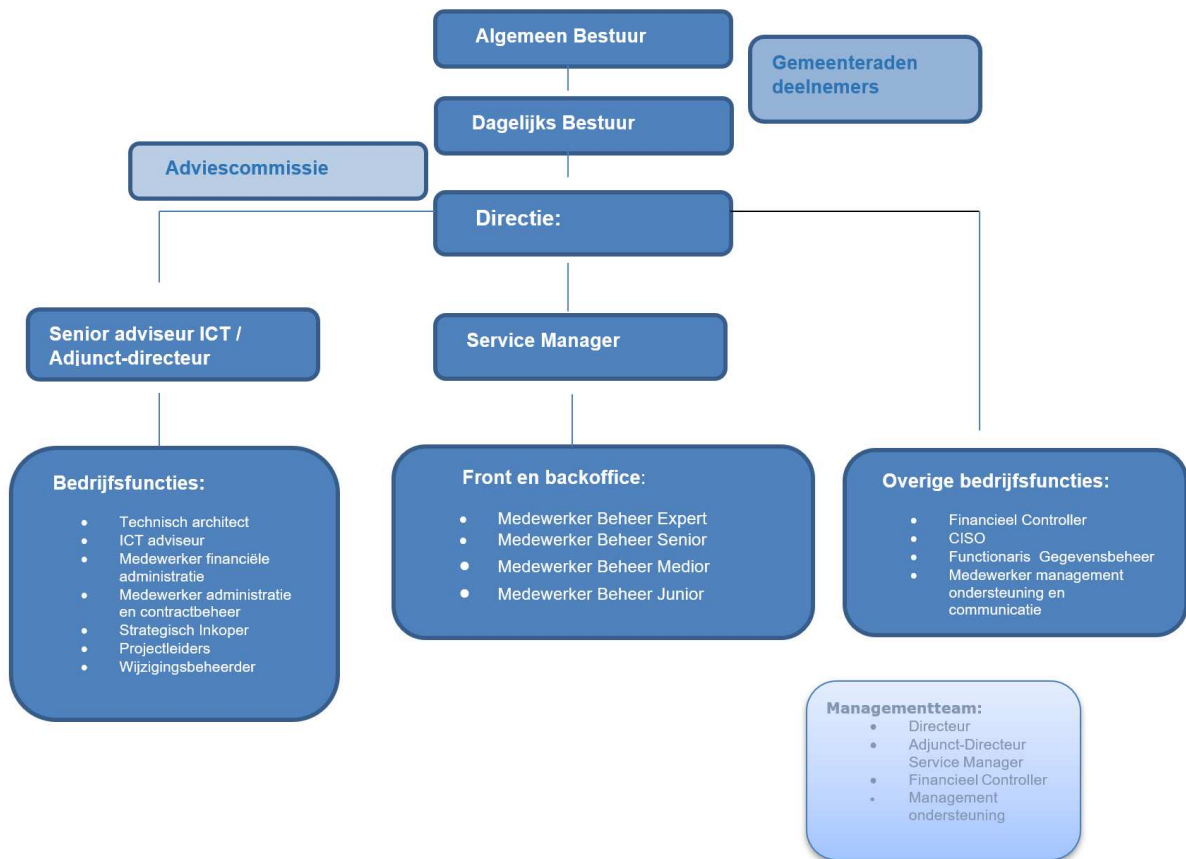 Algemeen Bestuur
Gemeenteraden
deelnemers
Dagelijks Bestuur
Adviescommissie
Directie:
Senior adviseur ICT /
Adjunct-directeur
Service Manager
Bedrijfsfuncties:
• Technisch architect
• ICT adviseur
• Medewerker financiële
administratie
• Medewerker administratie
en contractbeheer
• Strategisch Inkoper
• Projectleiders
• Wijzigingsbeheerder
Front en backoffice:
• Medewerker Beheer Expert
• Medewerker Beheer Senior
• Medewerker Beheer Medior
• Medewerker Beheer Junior
Overige bedrijfsfuncties:
• Financieel Controller
• CISO
• Functionaris Gegevensbeheer
• Medewerker management
ondersteuning en
communicatie
Managementteam:
• Directeur
• Adjunct-Directeur
Service Manager
• Financieel Controller
• Management
ondersteuning